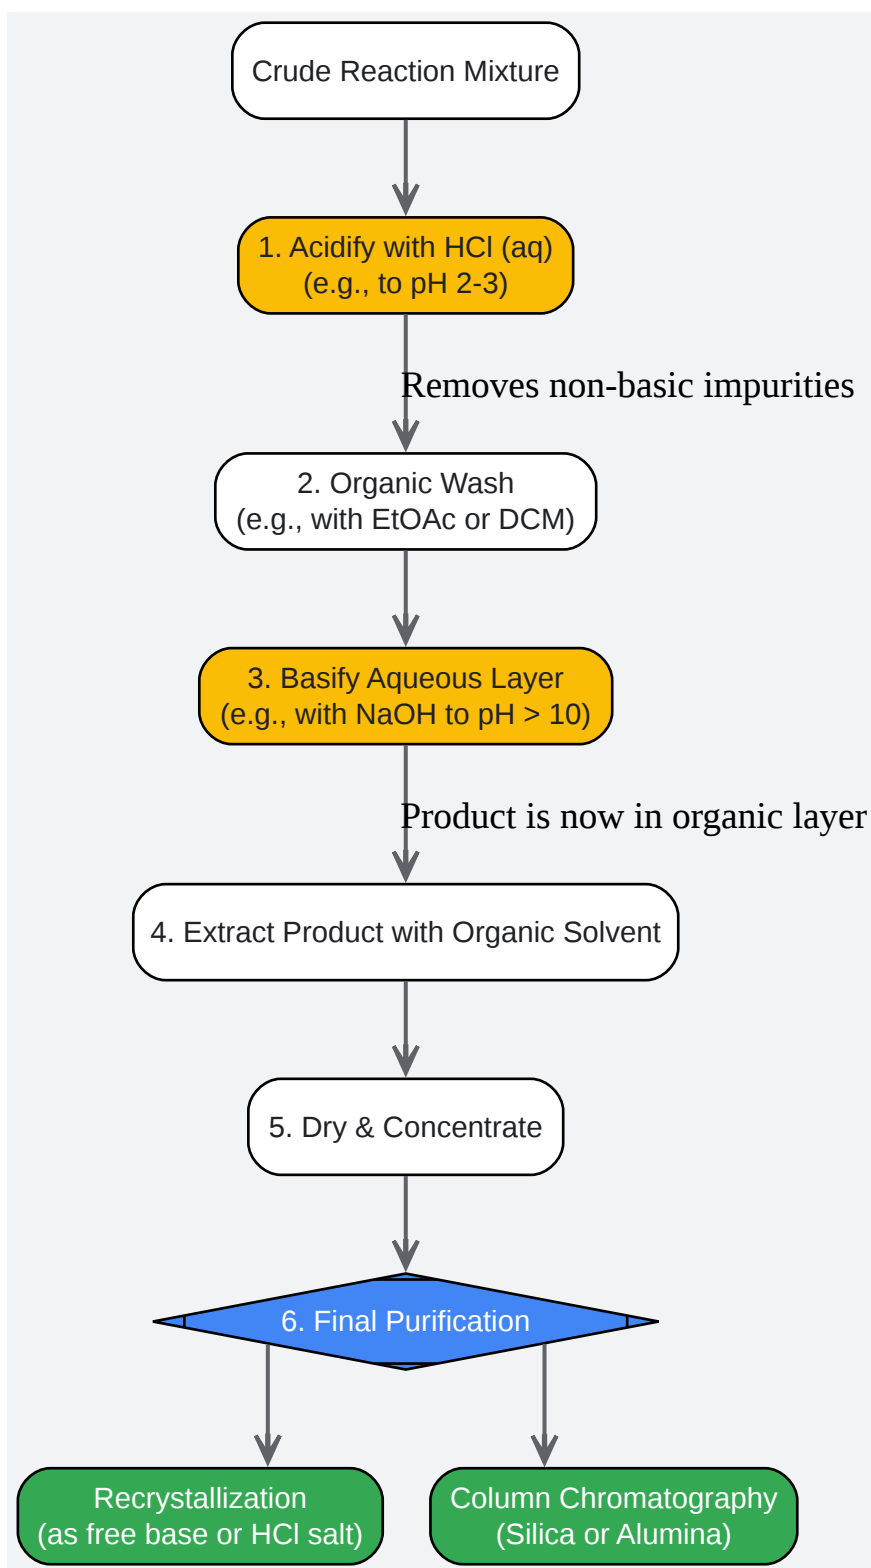 Crude Reaction Mixture
1. Acidify with HCl (aq)
(e.g., to pH 2-3)
Removes non-basic impurities
2. Organic Wash
(e.g., with EtOAc or DCM)
3. Basify Aqueous Layer
(e.g., with NaOH to pH > 10)
Product is now in organic layer
4. Extract Product with Organic Solvent
5. Dry & Concentrate
6. Final Purification
Recrystallization
(as free base or HCl salt)
Column Chromatography
(Silica or Alumina)